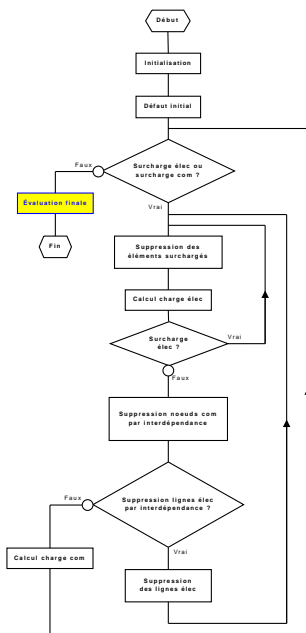 Début
Initialisation
Défaut initial
Surcharge élec ou
surcharge com ?
Faux
Vrai
Évaluation finale
Fin
Suppression des
éléments surchargés
Calcul charge élec
Surcharge
élec ?
Vrai
Faux
Suppression noeuds com
par interdépendance
Suppression lignes élec
par interdépendance ?
Faux
Vrai
Calcul charge com
Suppression
des lignes élec